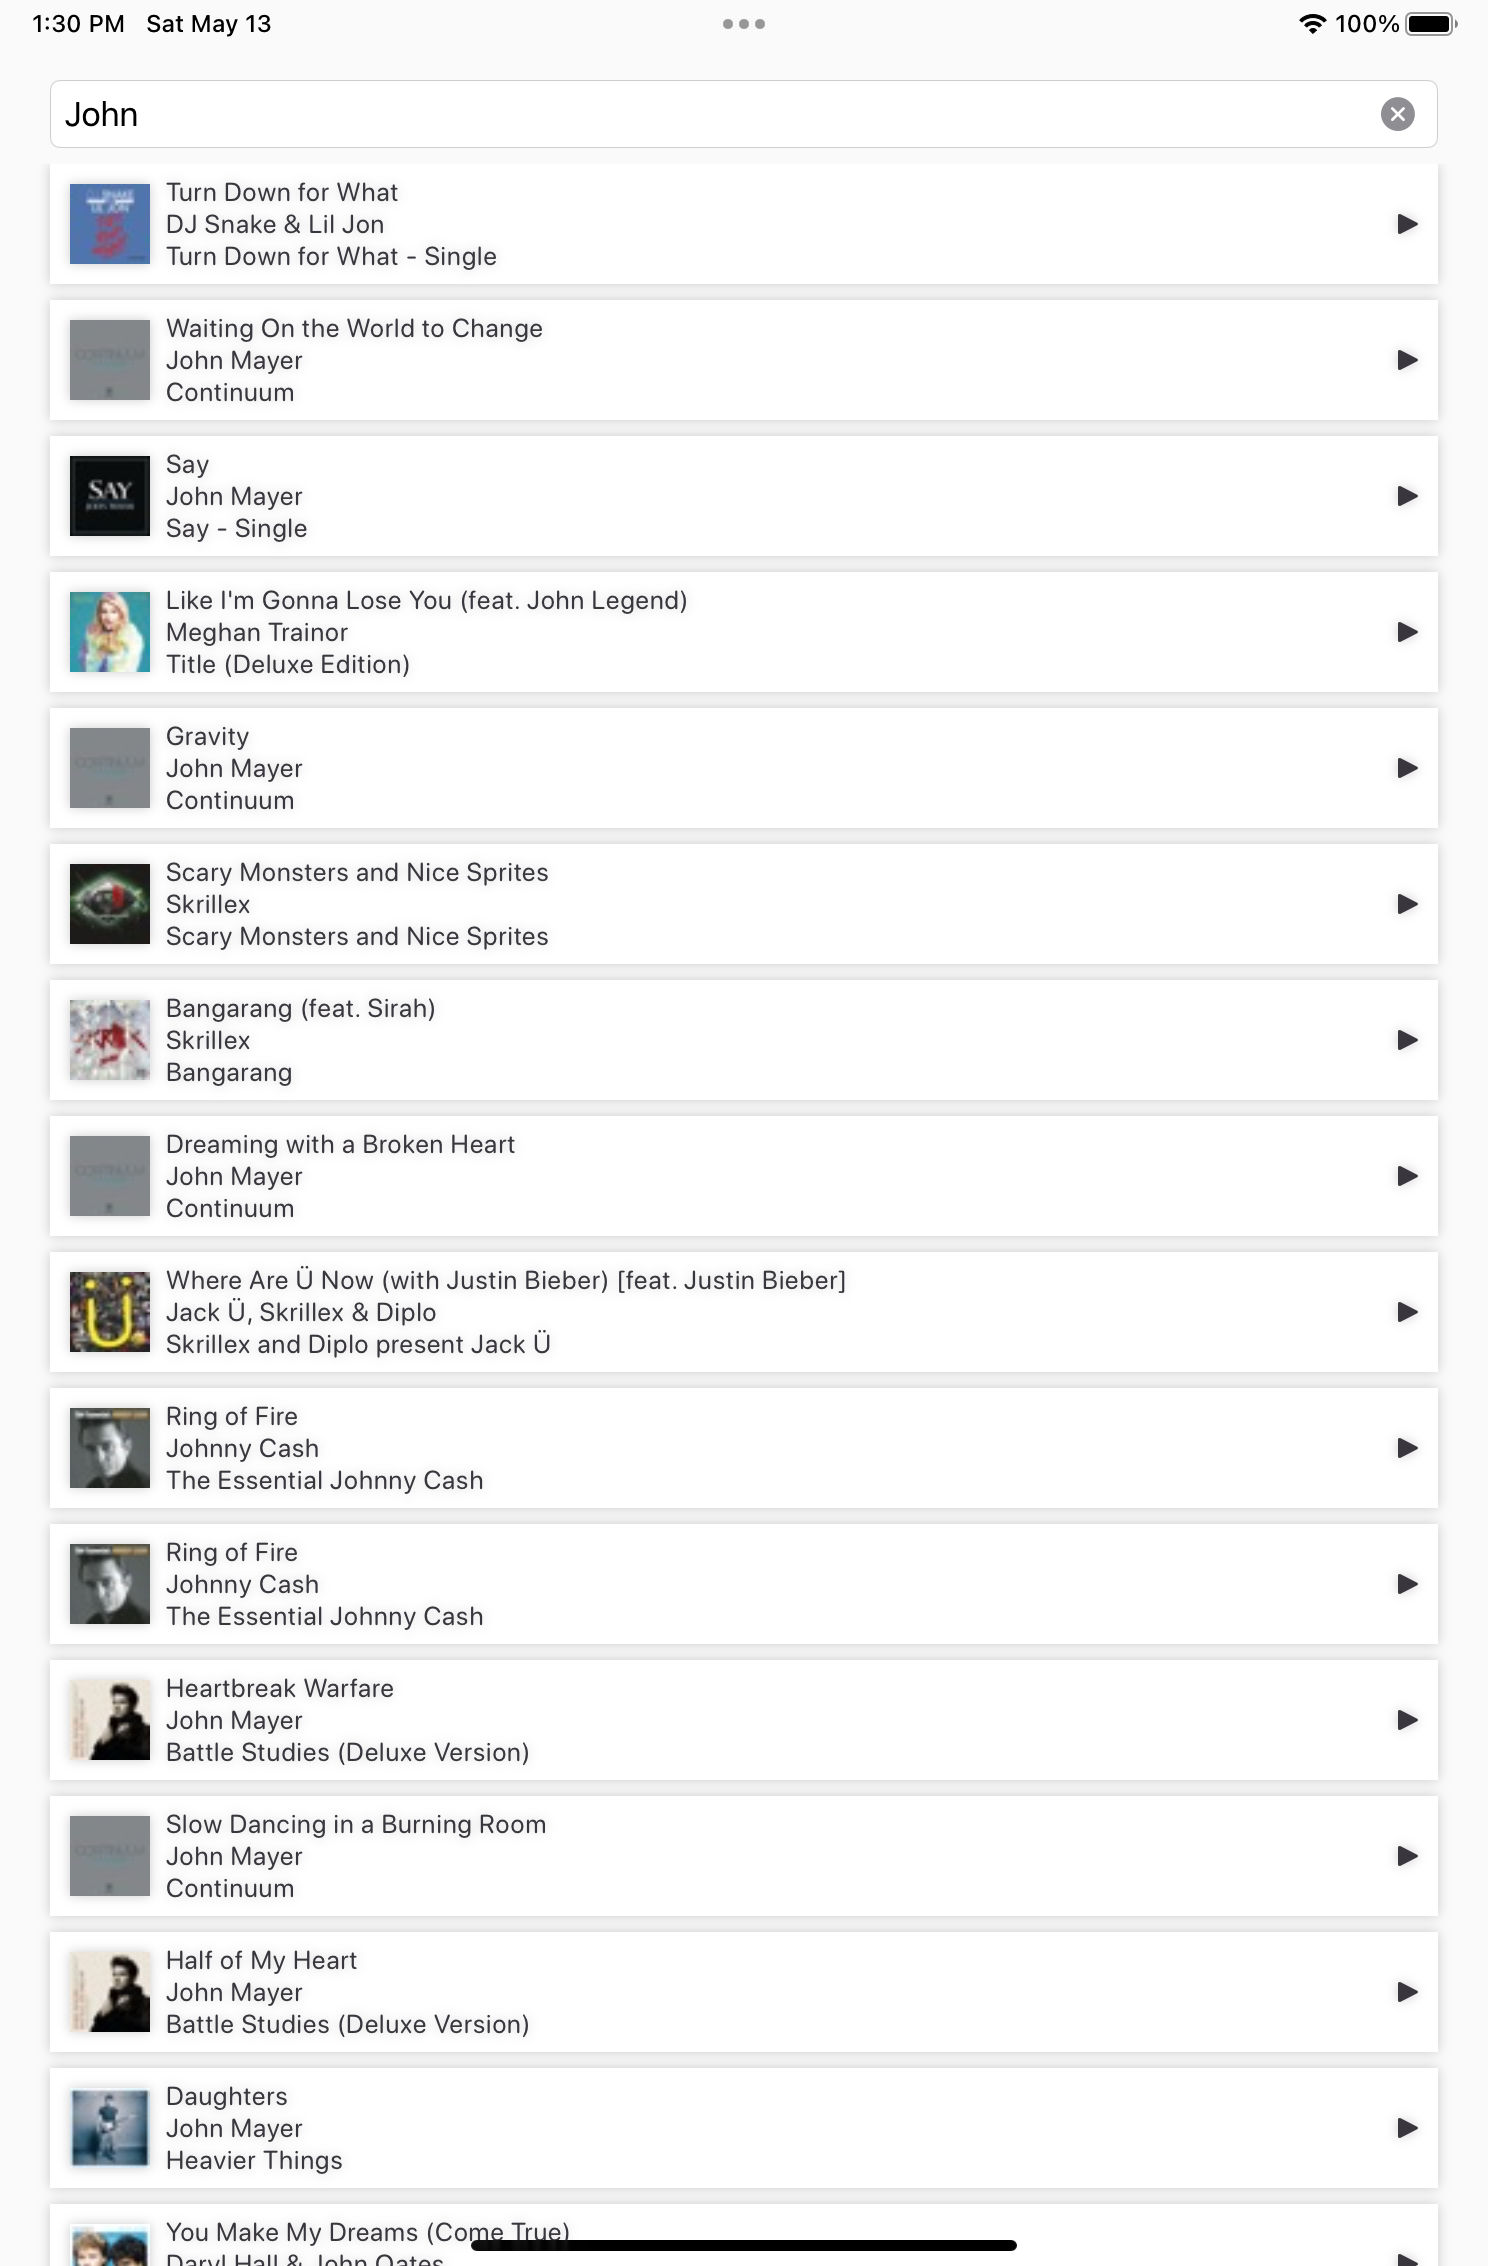 1:30 PM Sat May 13
100%
John
Turn Down for What
DJ Snake & Lil Jon
Turn Down for What - Single
Waiting On the World to Change
John Mayer
Continuum
SAY
Say
John Mayer
Say - Single
Like I'm Gonna Lose You (feat. John Legend)
Meghan Trainor
Title (Deluxe Edition)
Gravity
John Mayer
Continuum
Scary Monsters and Nice Sprites
Skrillex
Scary Monsters and Nice Sprites
Bangarang (feat. Sirah)
Skrillex
Bangarang
Dreaming with a Broken Heart
John Mayer
Continuum
Ü
Where Are Ü Now (with Justin Bieber) [feat. Justin Bieber]
Jack Ü, Skrillex & Diplo
Skrillex and Diplo present Jack Ü
Ring of Fire
Johnny Cash
The Essential Johnny Cash
Ring of Fire
Johnny Cash
The Essential Johnny Cash
Heartbreak Warfare
John Mayer
Battle Studies (Deluxe Version)
Slow Dancing in a Burning Room
John Mayer
Continuum
Half of My Heart
John Mayer
Battle Studies (Deluxe Version)
Daughters
John Mayer
Heavier Things
You Make My Dreams (Come True)
Daryl Hall & John Oates